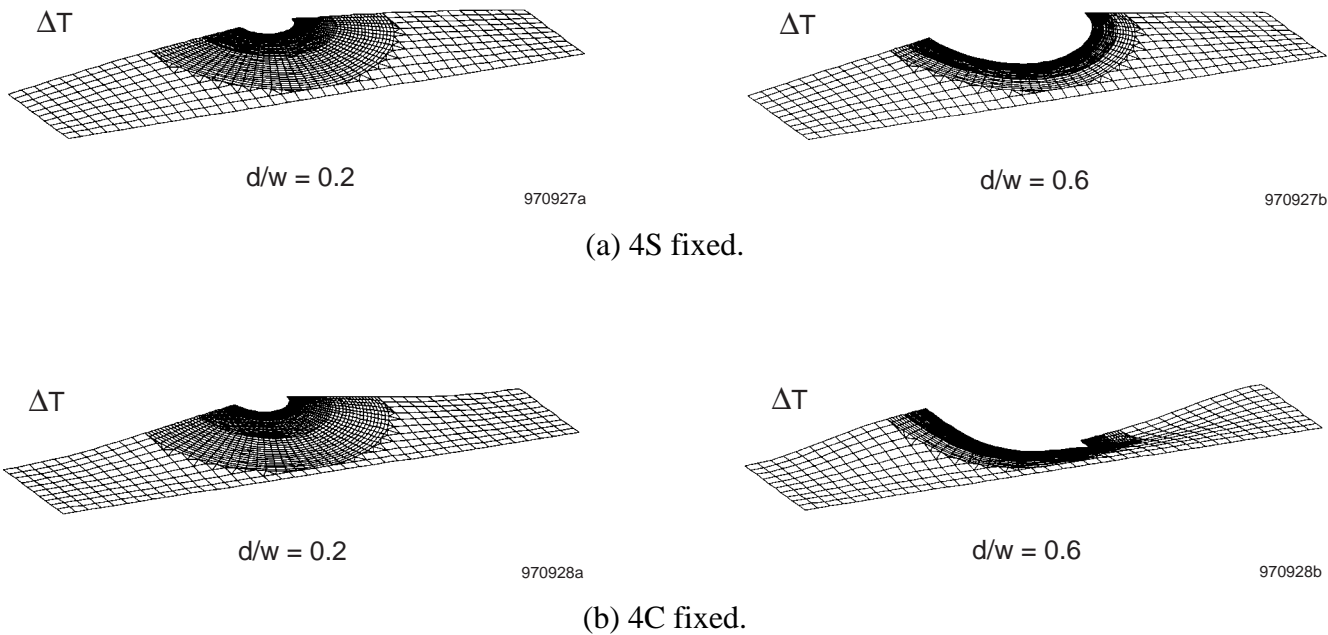 ΔT
ΔT
d/w = 0.2
d/w = 0.6
970927a
970927b
(a) 4S fixed.
ΔT
ΔT
d/w = 0.2
d/w = 0.6
970928a
970928b
(b) 4C fixed.